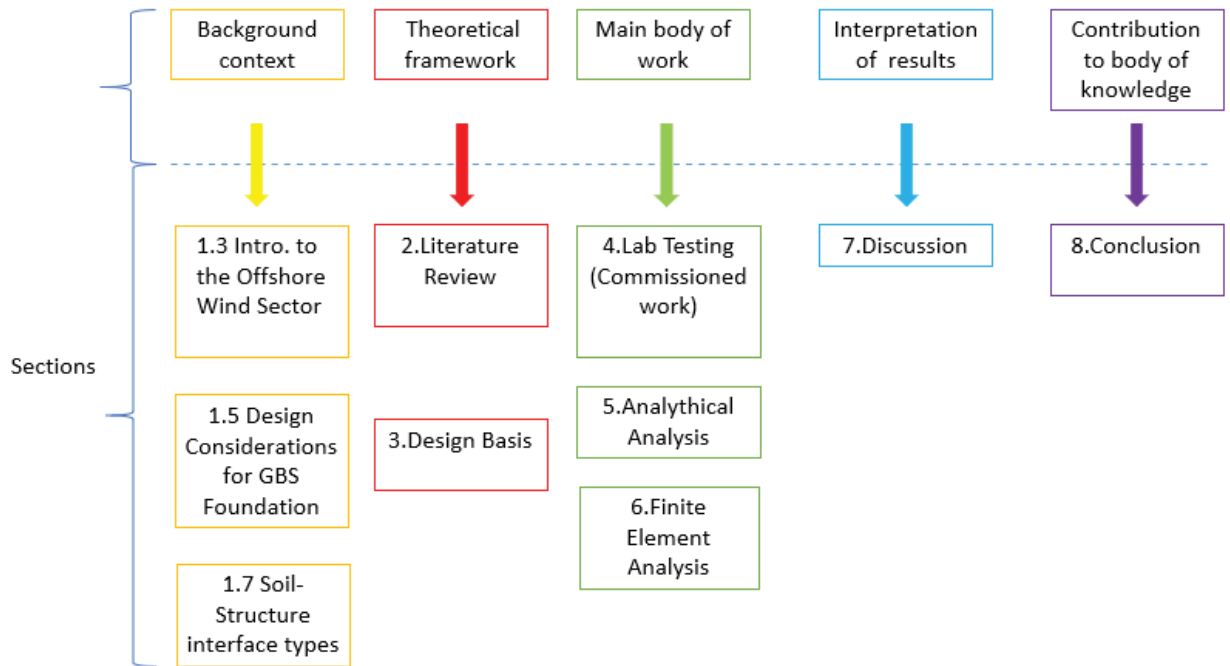 Background
context
Theoretical
framework
Main body of
work
Interpretation
of results
Contribution
to body of
knowledge
Sections
1.3 Intro. to
the Offshore
Wind Sector
1.5 Design
Considerations
for GBS
Foundation
1.7 Soil-
Structure
interface types
2.Literature
Review
3.Design Basis
4.Lab Testing
(Commissioned
work)
5.Analythical
Analysis
6.Finite
Element
Analysis
7.Discussion
8.Conclusion